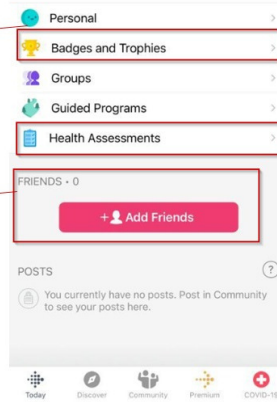 Personal
Badges and Trophies
Groups
Guided Programs
Health Assessments
FRIENDS • 0
+ Add Friends
POSTS
?
You currently have no posts. Post in Community
to see your posts here.
Today Discover Community Premium COVID-19